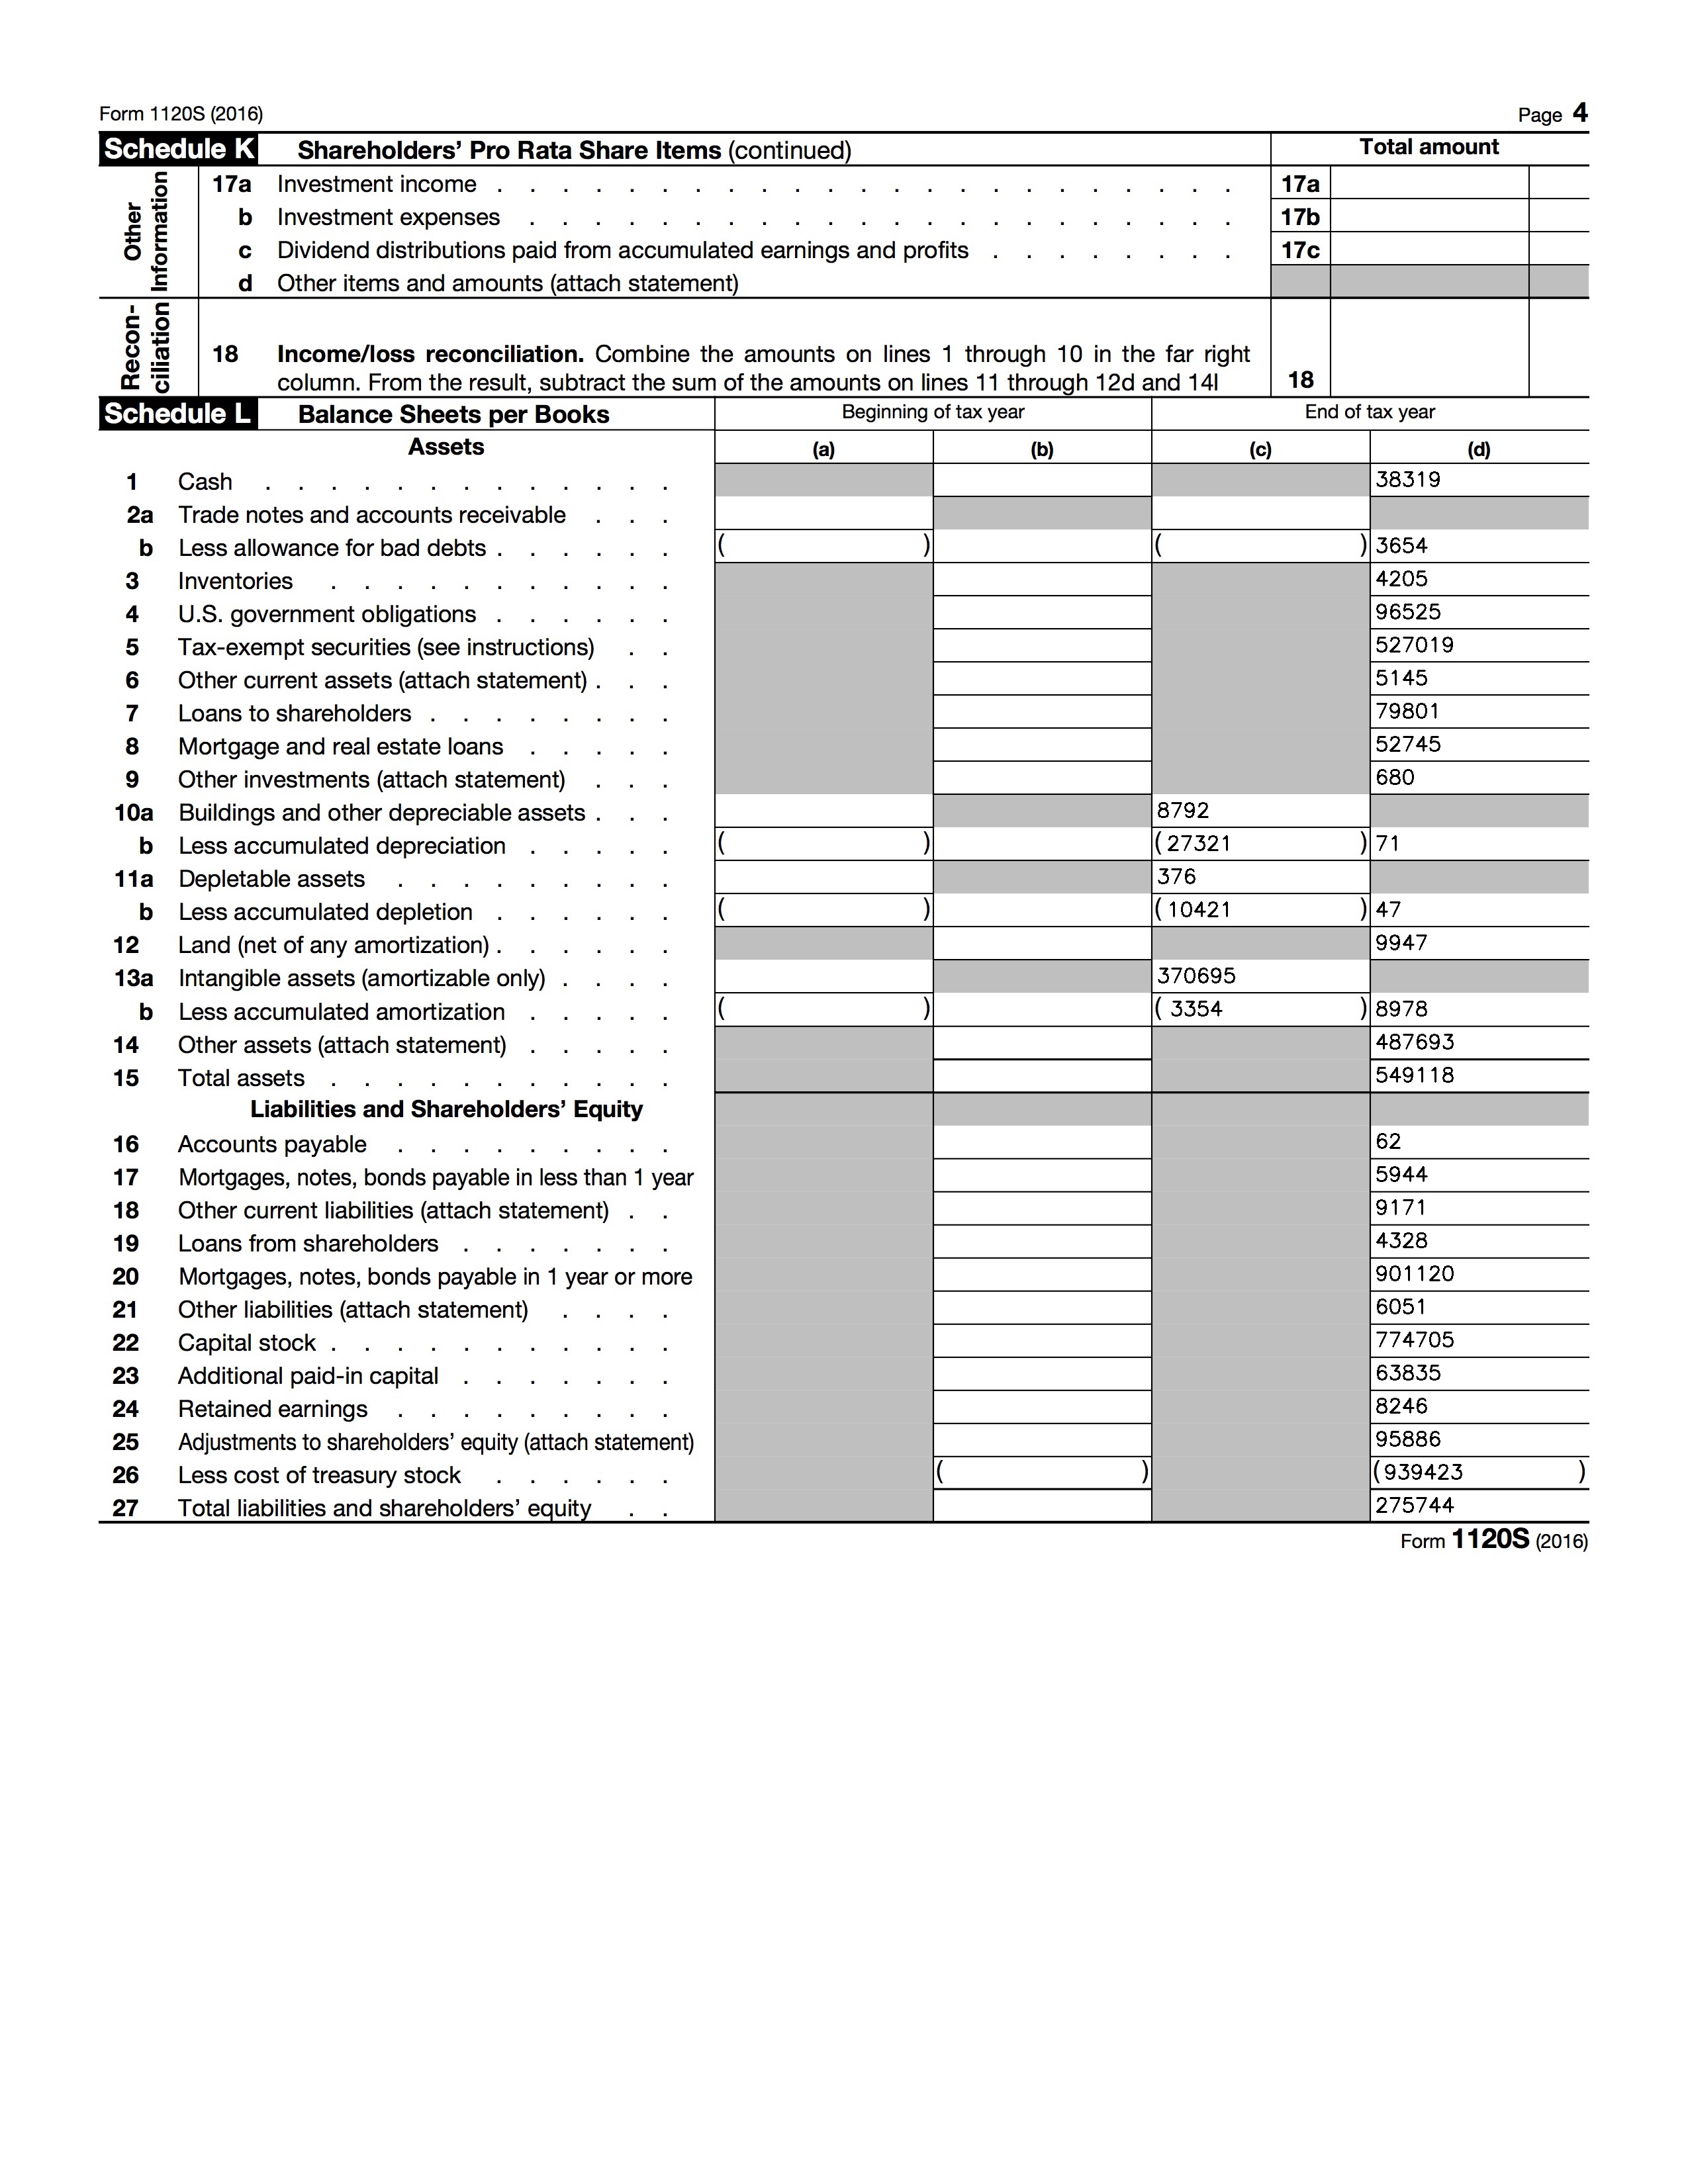 Form 1120S (2016) Page 4
Schedule K Shareholders' Pro Rata Share Items (continued) Total amount
Other Information
17a Investment income . . . . . . . . . . . . . . . . . . . . . . . 17a
b Investment expenses . . . . . . . . . . . . . . . . . . . . . . 17b
c Dividend distributions paid from accumulated earnings and profits . . . . . . . . 17c
d Other items and amounts (attach statement)
Recon-ciliation
18 Income/loss reconciliation. Combine the amounts on lines 1 through 10 in the far right
column. From the result, subtract the sum of the amounts on lines 11 through 12d and 14l 18
Schedule L Balance Sheets per Books Beginning of tax year End of tax year
Assets (a) (b) (c) (d)
1 Cash . . . . . . . . . . . . . 38319
2a Trade notes and accounts receivable . . .
b Less allowance for bad debts . . . . . . ( ) ( ) 3654
3 Inventories . . . . . . . . . . . 4205
4 U.S. government obligations . . . . . . 96525
5 Tax-exempt securities (see instructions) . . 527019
6 Other current assets (attach statement) . . . 5145
7 Loans to shareholders . . . . . . . . 79801
8 Mortgage and real estate loans . . . . . 52745
9 Other investments (attach statement) . . . 680
10a Buildings and other depreciable assets . . . 8792
b Less accumulated depreciation . . . . . ( ) ( 27321 ) 71
11a Depletable assets . . . . . . . . . 376
b Less accumulated depletion . . . . . . ( ) ( 10421 ) 47
12 Land (net of any amortization) . . . . . . 9947
13a Intangible assets (amortizable only) . . . . 370695
b Less accumulated amortization . . . . . ( ) ( 3354 ) 8978
14 Other assets (attach statement) . . . . . 487693
15 Total assets . . . . . . . . . . . 549118
Liabilities and Shareholders' Equity
16 Accounts payable . . . . . . . . . 62
17 Mortgages, notes, bonds payable in less than 1 year 5944
18 Other current liabilities (attach statement) . . 9171
19 Loans from shareholders . . . . . . . 4328
20 Mortgages, notes, bonds payable in 1 year or more 901120
21 Other liabilities (attach statement) . . . . 6051
22 Capital stock . . . . . . . . . . . 774705
23 Additional paid-in capital . . . . . . . 63835
24 Retained earnings . . . . . . . . . 8246
25 Adjustments to shareholders' equity (attach statement) 95886
26 Less cost of treasury stock . . . . . . ( ) ( 939423 )
27 Total liabilities and shareholders' equity . . 275744
Form 1120S (2016)